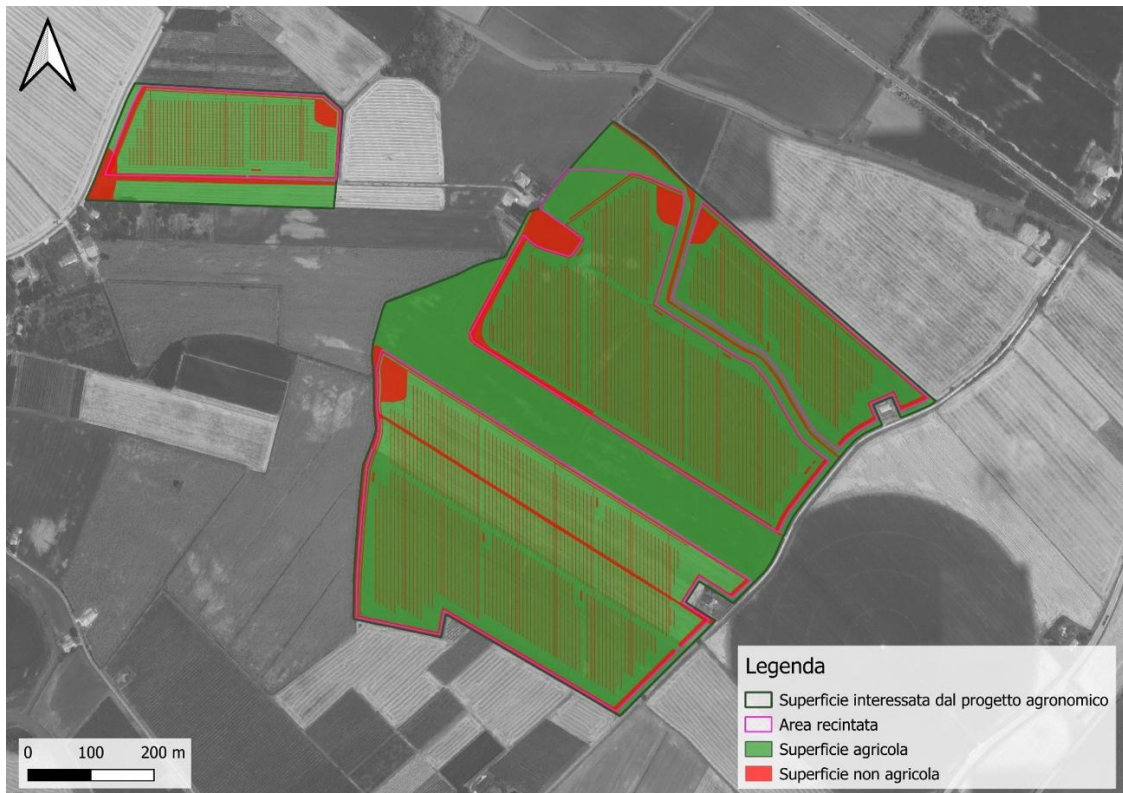 Legenda
Superficie interessata dal progetto agronomico
Area recintata
Superficie agricola
Superficie non agricola
0 100 200 m